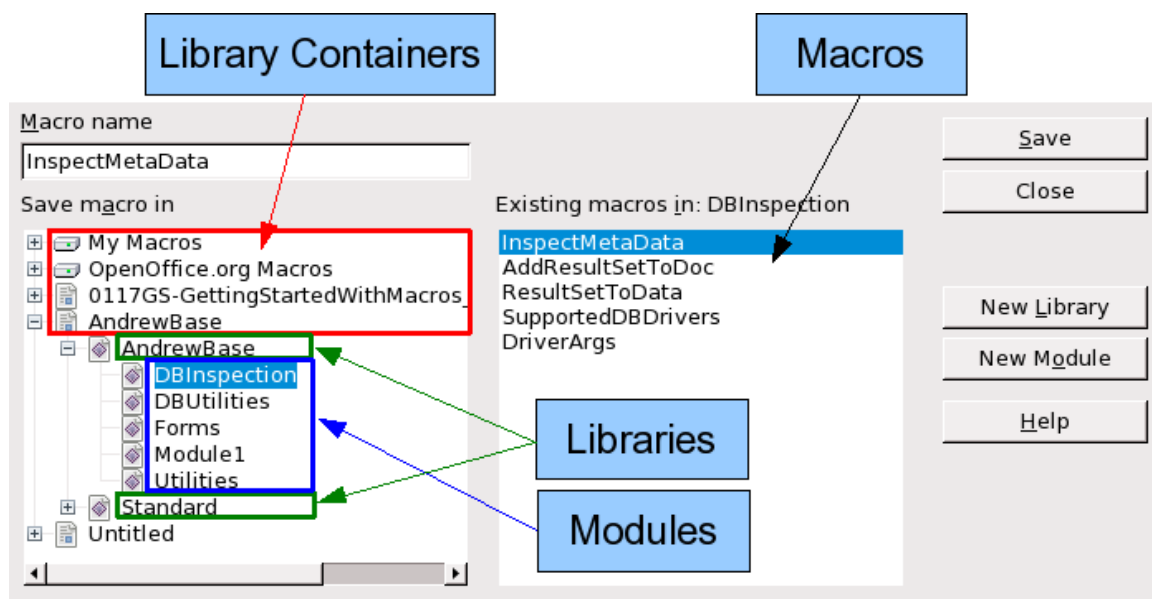 Library Containers
Macros
Macro name
InspectMetaData
Save macro in
My Macros
OpenOffice.org Macros
0117GS-GettingStartedWithMacros_
AndrewBase
AndrewBase
DBInspection
DBUtilities
Forms
Module1
Utilities
Standard
Untitled
Existing macros in: DBInspection
InspectMetaData
AddResultSetToDoc
ResultSetToData
SupportedDBDrivers
DriverArgs
Libraries
Modules
Save
Close
New Library
New Module
Help